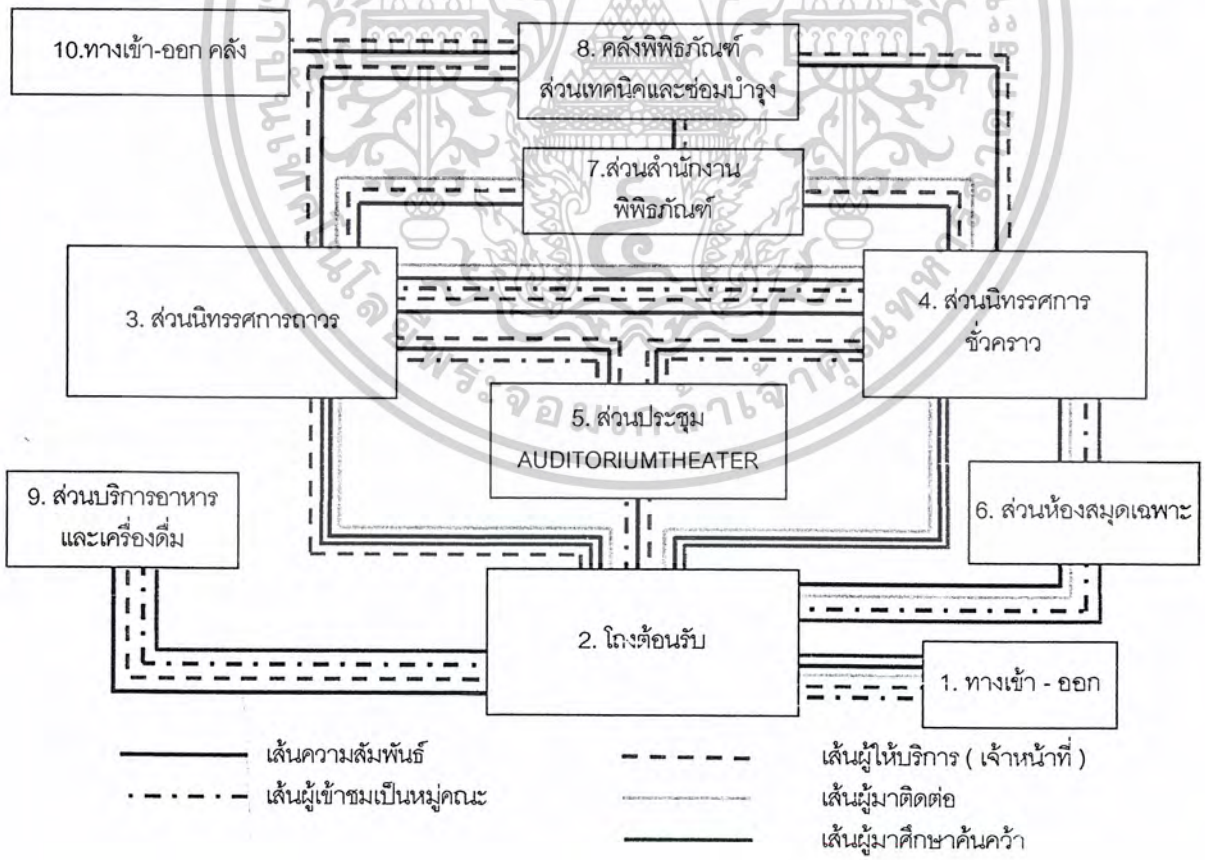 10.ทางเข้า-ออก คลัง
8. คลังพิพิธภัณฑ์
ส่วนเทคนิคและซ่อมบำรุง
7.ส่วนสำนักงาน
พิพิธภัณฑ์
3. ส่วนนิทรรศการถาวร
4. ส่วนนิทรรศการ
ชั่วคราว
5. ส่วนประชุม
AUDITORIUMTHEATER
9. ส่วนบริการอาหาร
และเครื่องดื่ม
6. ส่วนห้องสมุดเฉพาะ
2. โถงต้อนรับ
1. ทางเข้า - ออก
เส้นความสัมพันธ์
เส้นผู้ให้บริการ ( เจ้าหน้าที่ )
เส้นผู้เข้าชมเป็นหมู่คณะ
เส้นผู้มาติดต่อ
เส้นผู้มาศึกษาค้นคว้า